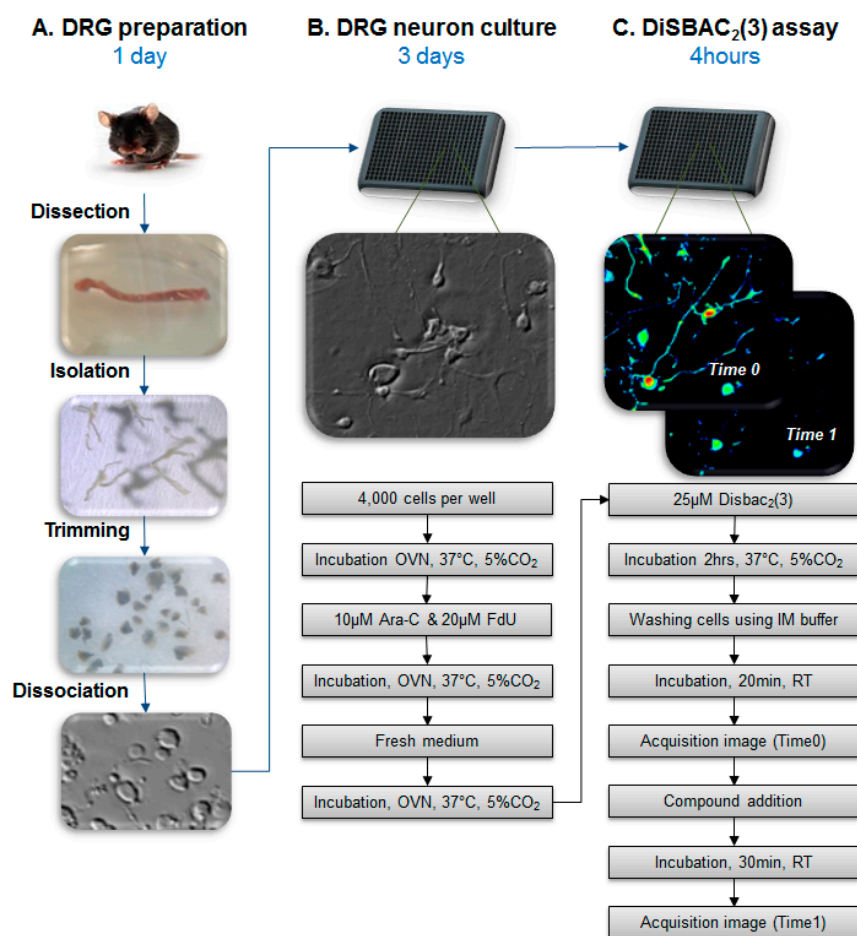 A. DRG preparation
1 day
Dissection
Isolation
Trimming
Dissociation
B. DRG neuron culture
3 days
4,000 cells per well
Incubation OVN, 37°C, 5%CO₂
10µM Ara-C & 20µM FdU
Incubation, OVN, 37°C, 5%CO₂
Fresh medium
Incubation, OVN, 37°C, 5%CO₂
C. DiSBAC₂(3) assay
4hours
Time 0
Time 1
25µM Disbac₂(3)
Incubation 2hrs, 37°C, 5%CO₂
Washing cells using IM buffer
Incubation, 20min, RT
Acquisition image (Time0)
Compound addition
Incubation, 30min, RT
Acquisition image (Time1)